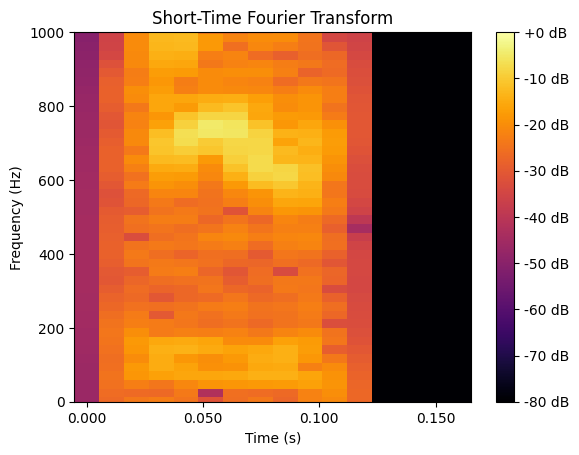 Short-Time Fourier Transform
1000
800
600
400
200
0
Frequency (Hz)
0.000
0.050
0.100
0.150
Time (s)
+0 dB
-10 dB
-20 dB
-30 dB
-40 dB
-50 dB
-60 dB
-70 dB
-80 dB